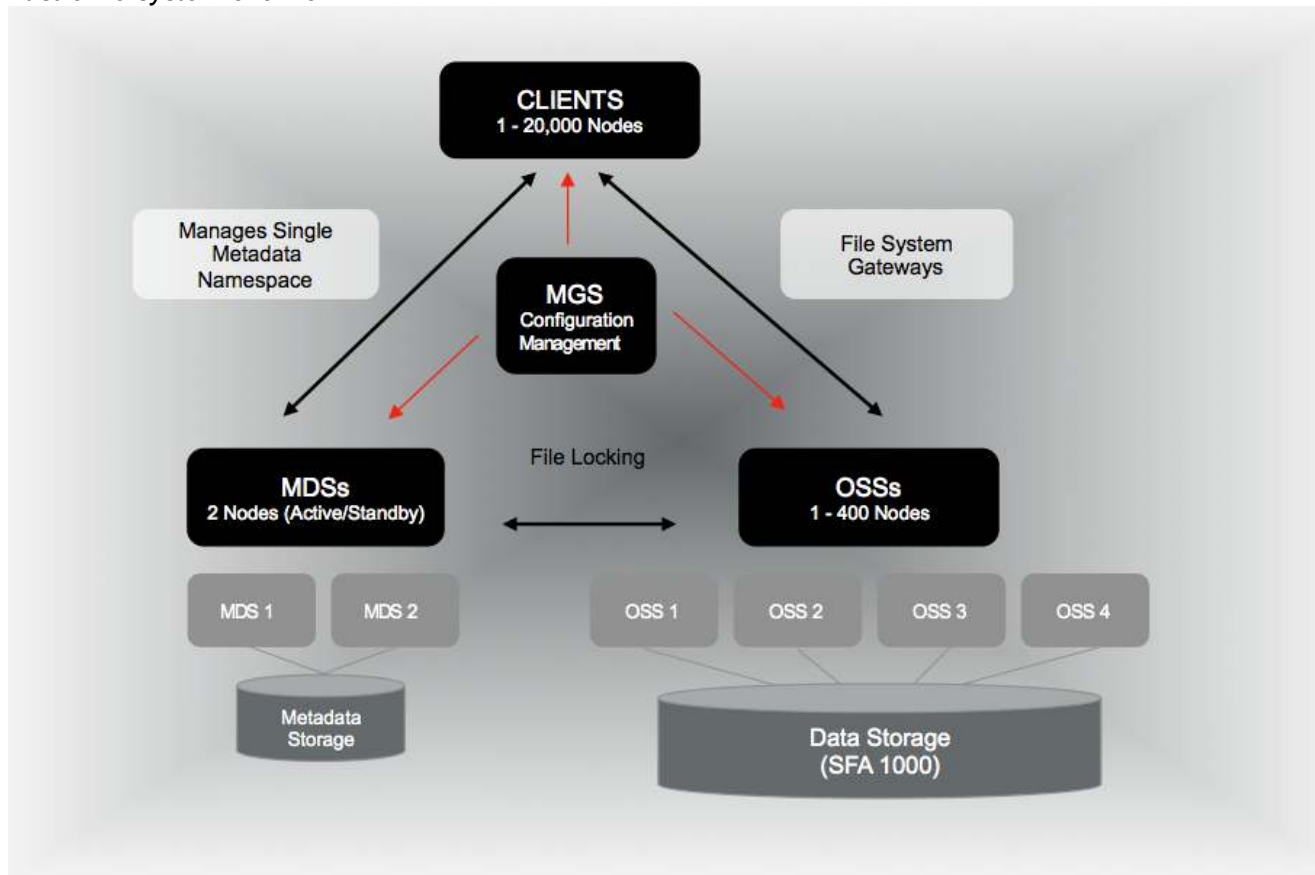 CLIENTS
1 - 20,000 Nodes
Manages Single
Metadata
Namespace
File System
Gateways
MGS
Configuration
Management
File Locking
MDSs
2 Nodes (Active/Standby)
OSSs
1 - 400 Nodes
MDS 1
MDS 2
OSS 1
OSS 2
OSS 3
OSS 4
Metadata
Storage
Data Storage
(SFA 1000)